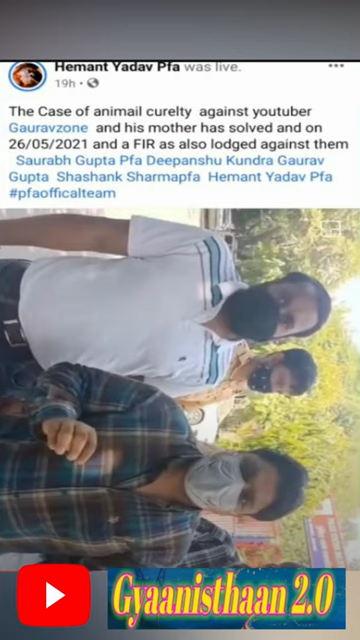 Hemant Yadav Pfa was live.
19h
The Case of animail curelty against youtuber
Gauravzone and his mother has solved and on
26/05/2021 and a FIR as also lodged against them
Saurabh Gupta Pfa Deepanshu Kundra Gaurav
Gupta Shashank Sharmapfa Hemant Yadav Pfa
#pfaofficalteam
Gyaanisthaan 2.0